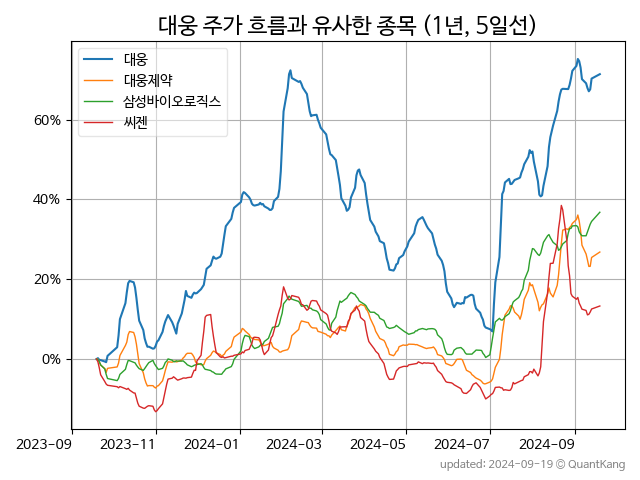 대웅 주가 흐름과 유사한 종목 (1년, 5일선)
대웅
대웅제약
삼성바이오로직스
씨젠
60%
40%
20%
0%
2023-09 2023-11 2024-01 2024-03 2024-05 2024-07 2024-09
updated: 2024-09-19 © QuantKang